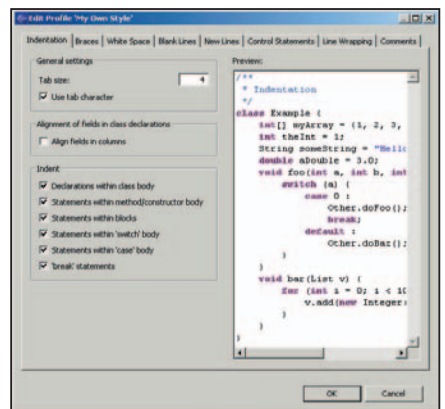 Edit Profile 'My Own Style'
Indentation Braces White Space Blank Lines New Lines Control Statements Line Wrapping Comments
General settings
Tab size: 4
Use tab character
Alignment of fields in class declarations
Align fields in columns
Indent
Declarations within class body
Statements within method/constructor body
Statements within blocks
Statements within 'switch' body
Statements within 'case' body
'break' statements
Preview:
/**
* Indentation
*/
class Example {
int[] myArray = {1, 2, 3,
int theInt = 1;
String someString = "Hello
double aDouble = 3.0;
void foo(int a, int b, int
switch (a) {
case 0 :
Other.doFoo();
break;
default :
Other.doBaz();
}
}
void bar(List v) {
for (int i = 0; i < 10
v.add(new Integer(
}
}
}
OK Cancel